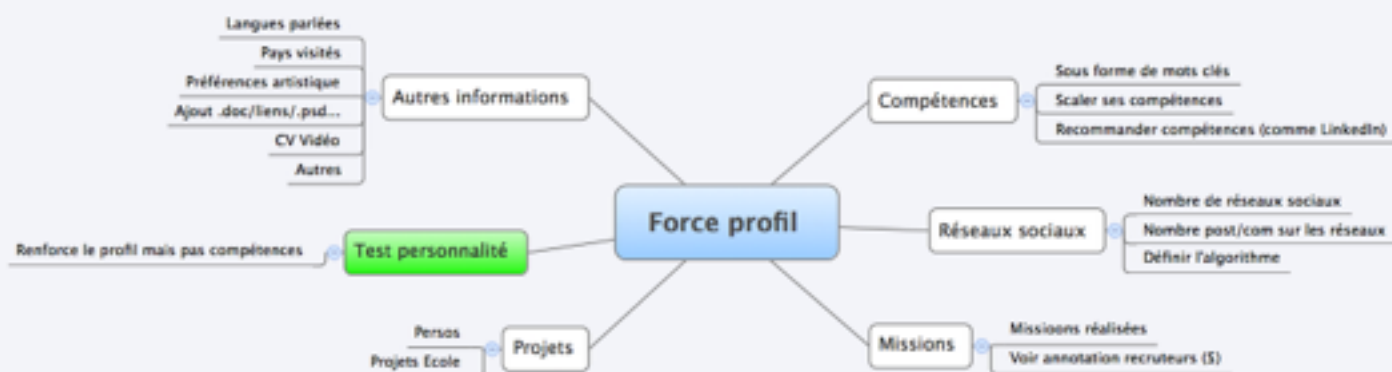 Langues parlées
Pays visités
Préférences artistique
Ajout .doc/liens/.psd...
CV Vidéo
Autres
Autres informations
Renforce le profil mais pas compétences
Test personnalité
Persos
Projets Ecole
Projets
Force profil
Compétences
Sous forme de mots clés
Scaler ses compétences
Recommander compétences (comme LinkedIn)
Réseaux sociaux
Nombre de réseaux sociaux
Nombre post/com sur les réseaux
Définir l'algorithme
Missions
Missioons réalisées
Voir annotation recruteurs ($)